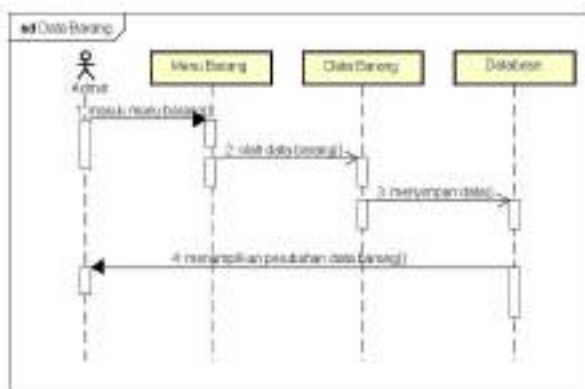 sd Data Barang
Admin
Menu Barang
Data Barang
Database
1: masuk menu barang()
2: olah data barang()
3: menyimpan data()
4: menampilkan perubahan data barang()